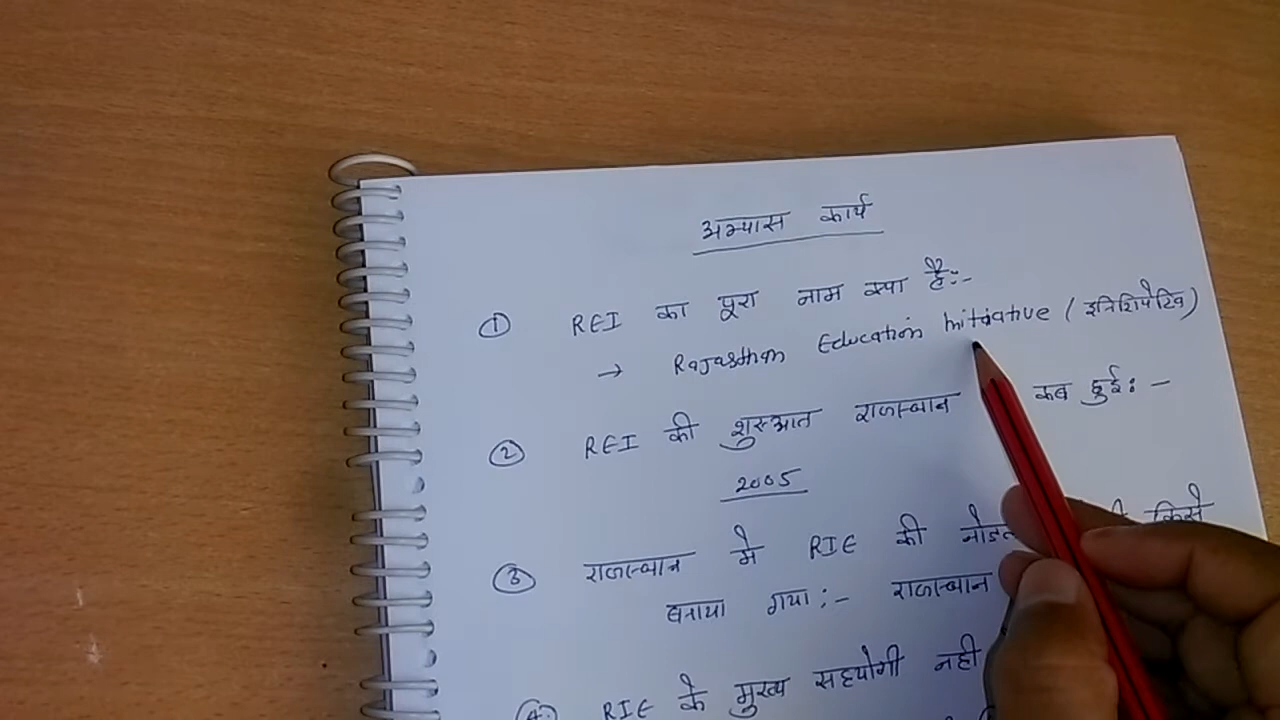 अभ्यास कार्य
① REI का पूरा नाम क्या है:-
→ Rajasthan Education Initiative (इनिशियेटिव)
② REI की शुरुआत राजस्थान कब हुई:-
2005
③ राजस्थान मे RIE की किसे
बनाया गया:- राजस्थान
④ RIE के मुख्य सहयोगी नही